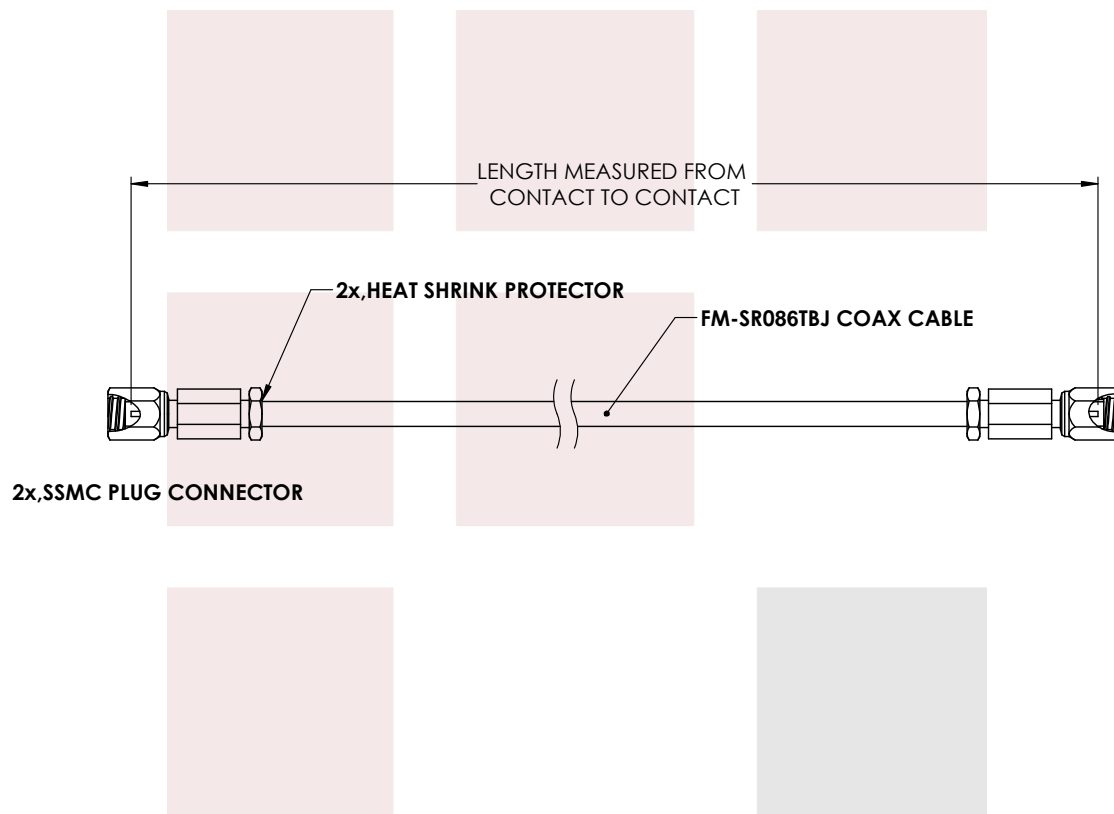 LENGTH MEASURED FROM
CONTACT TO CONTACT
2x,HEAT SHRINK PROTECTOR
FM-SR086TBJ COAX CABLE
2x,SSMC PLUG CONNECTOR